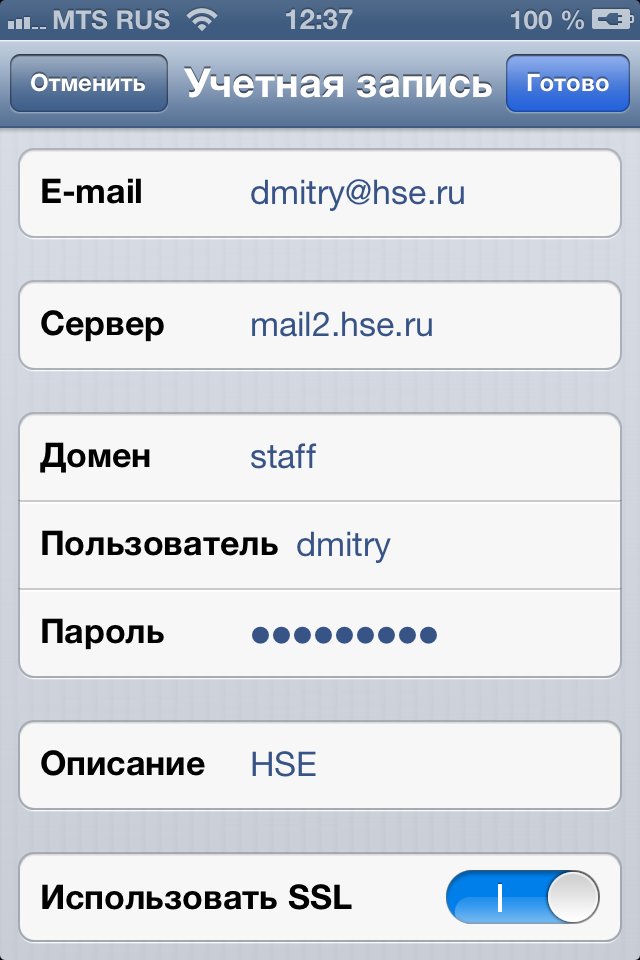 MTS RUS 12:37 100 %
Отменить Учетная запись Готово
E-mail dmitry@hse.ru
Сервер mail2.hse.ru
Домен staff
Пользователь dmitry
Пароль ●●●●●●●●●
Описание HSE
Использовать SSL